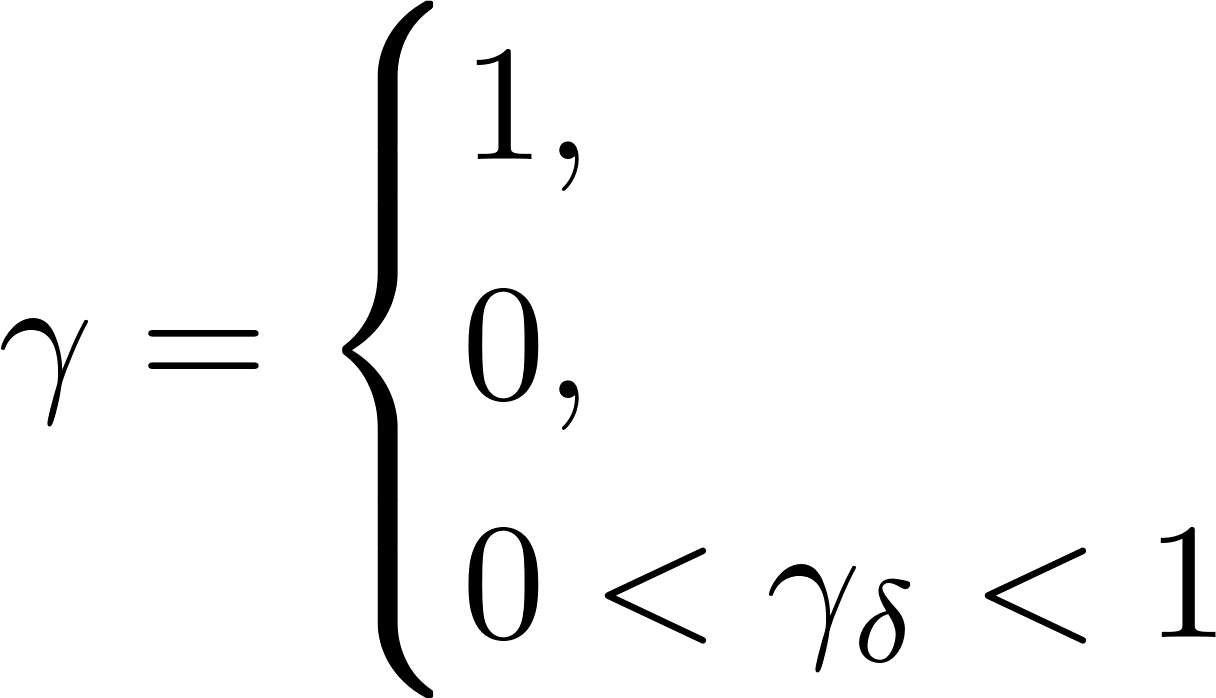 γ = { 1,
0,
0 < γ_δ < 1